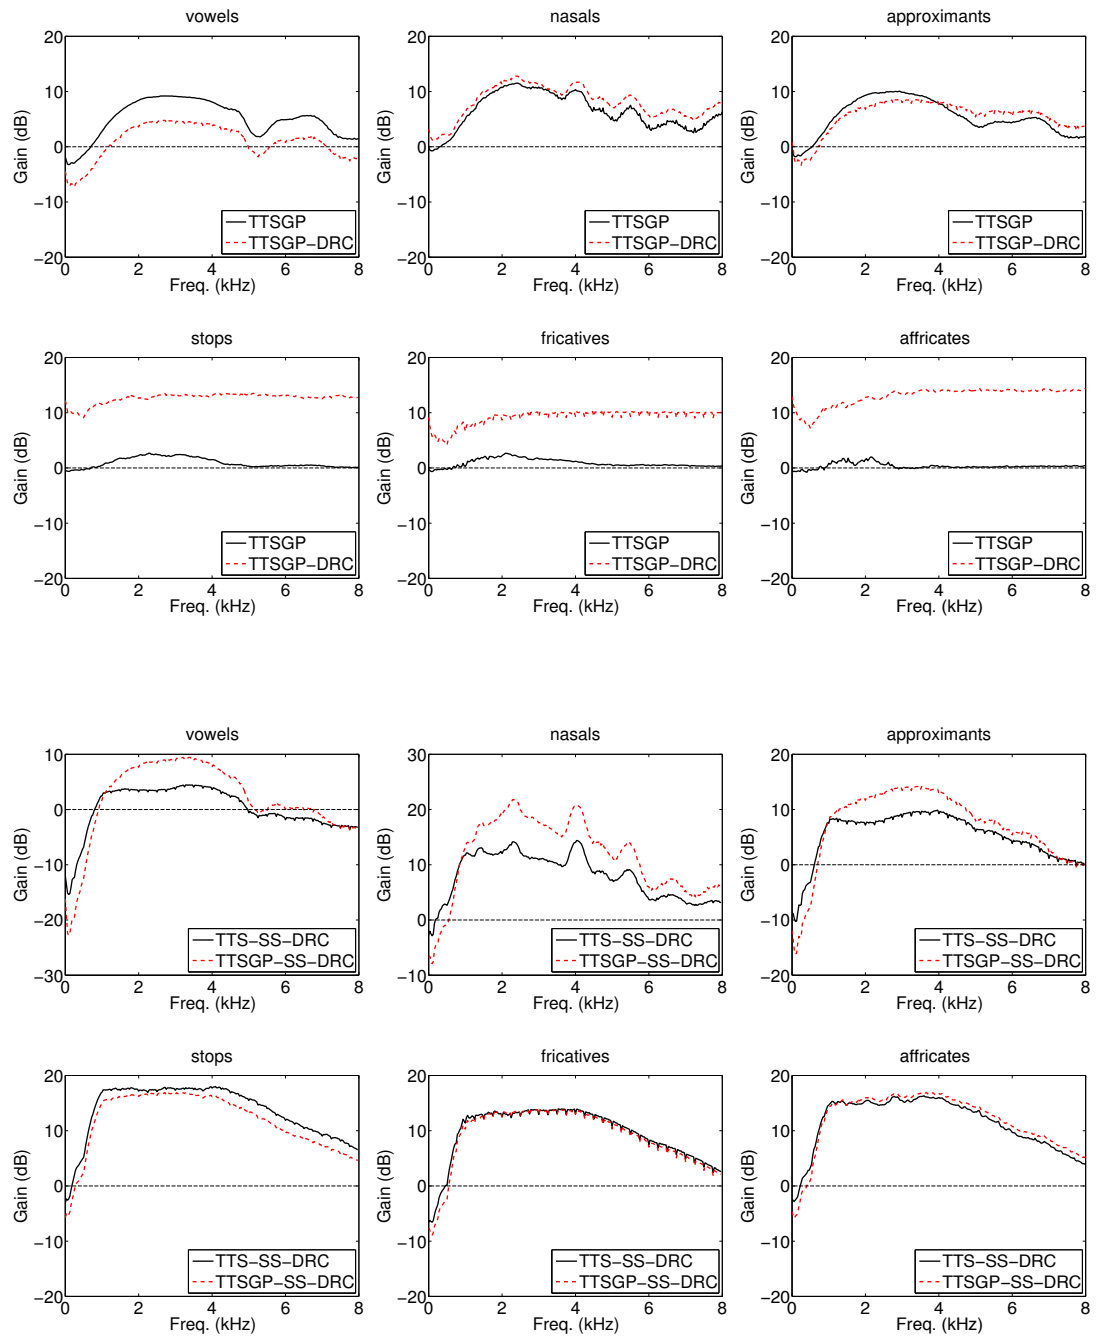 vowels
20
10
0
−10
−20
Gain (dB)
TTSGP
TTSGP−DRC
0 2 4 6 8
Freq. (kHz)
nasals
20
10
0
−10
−20
Gain (dB)
TTSGP
TTSGP−DRC
0 2 4 6 8
Freq. (kHz)
approximants
20
10
0
−10
−20
Gain (dB)
TTSGP
TTSGP−DRC
0 2 4 6 8
Freq. (kHz)
stops
20
10
0
−10
−20
Gain (dB)
TTSGP
TTSGP−DRC
0 2 4 6 8
Freq. (kHz)
fricatives
20
10
0
−10
−20
Gain (dB)
TTSGP
TTSGP−DRC
0 2 4 6 8
Freq. (kHz)
affricates
20
10
0
−10
−20
Gain (dB)
TTSGP
TTSGP−DRC
0 2 4 6 8
Freq. (kHz)
vowels
10
0
−10
−20
−30
Gain (dB)
TTS−SS−DRC
TTSGP−SS−DRC
0 2 4 6 8
Freq. (kHz)
nasals
30
20
10
0
−10
Gain (dB)
TTS−SS−DRC
TTSGP−SS−DRC
0 2 4 6 8
Freq. (kHz)
approximants
20
10
0
−10
−20
Gain (dB)
TTS−SS−DRC
TTSGP−SS−DRC
0 2 4 6 8
Freq. (kHz)
stops
20
10
0
−10
−20
Gain (dB)
TTS−SS−DRC
TTSGP−SS−DRC
0 2 4 6 8
Freq. (kHz)
fricatives
20
10
0
−10
−20
Gain (dB)
TTS−SS−DRC
TTSGP−SS−DRC
0 2 4 6 8
Freq. (kHz)
affricates
20
10
0
−10
−20
Gain (dB)
TTS−SS−DRC
TTSGP−SS−DRC
0 2 4 6 8
Freq. (kHz)